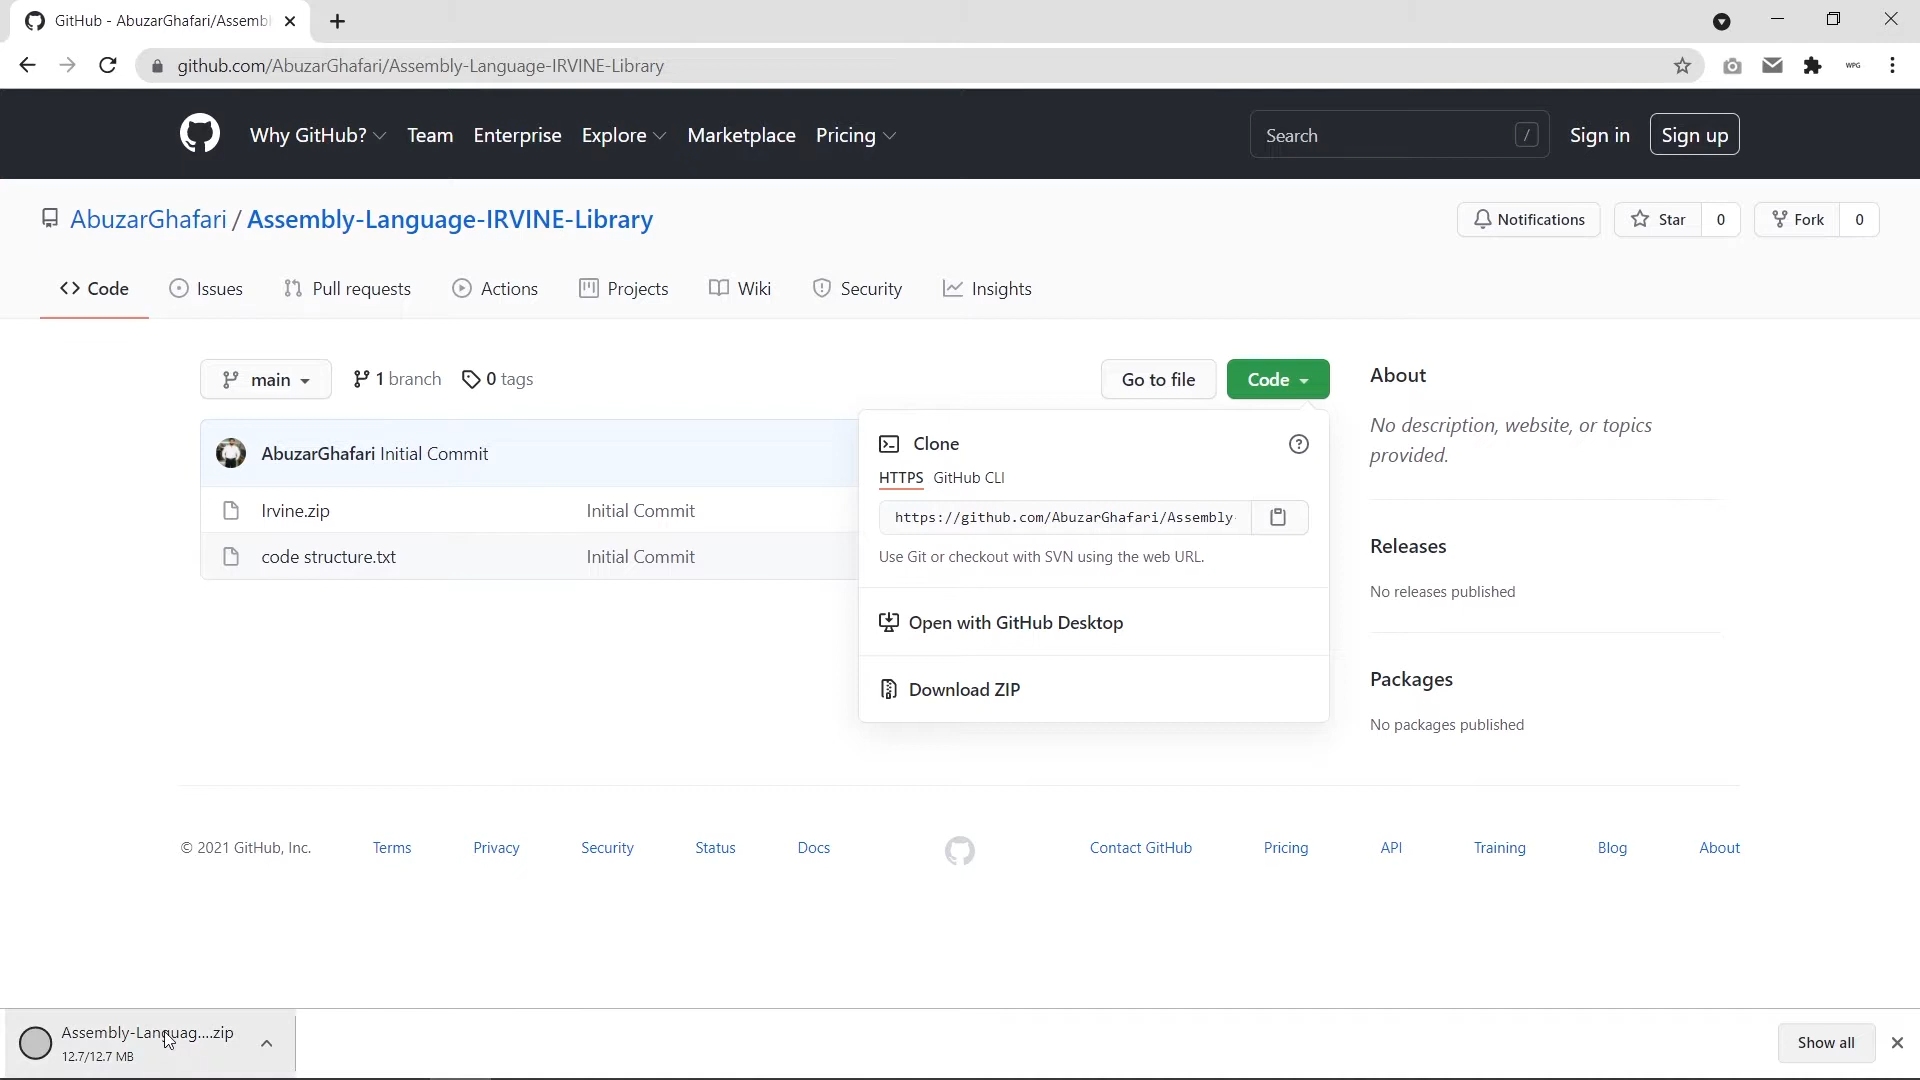 GitHub - AbuzarGhafari/Assembl
github.com/AbuzarGhafari/Assembly-Language-IRVINE-Library
WPG
Why GitHub? Team Enterprise Explore Marketplace Pricing
Search /
Sign in Sign up
AbuzarGhafari / Assembly-Language-IRVINE-Library
Notifications Star 0 Fork 0
Code Issues Pull requests Actions Projects Wiki Security Insights
main 1 branch 0 tags
Go to file Code
AbuzarGhafari Initial Commit
Irvine.zip Initial Commit
code structure.txt Initial Commit
Clone
HTTPS GitHub CLI
https://github.com/AbuzarGhafari/Assembly-
Use Git or checkout with SVN using the web URL.
Open with GitHub Desktop
Download ZIP
About
No description, website, or topics
provided.
Releases
No releases published
Packages
No packages published
© 2021 GitHub, Inc. Terms Privacy Security Status Docs Contact GitHub Pricing API Training Blog About
Assembly-Languag....zip
12.7/12.7 MB
Show all